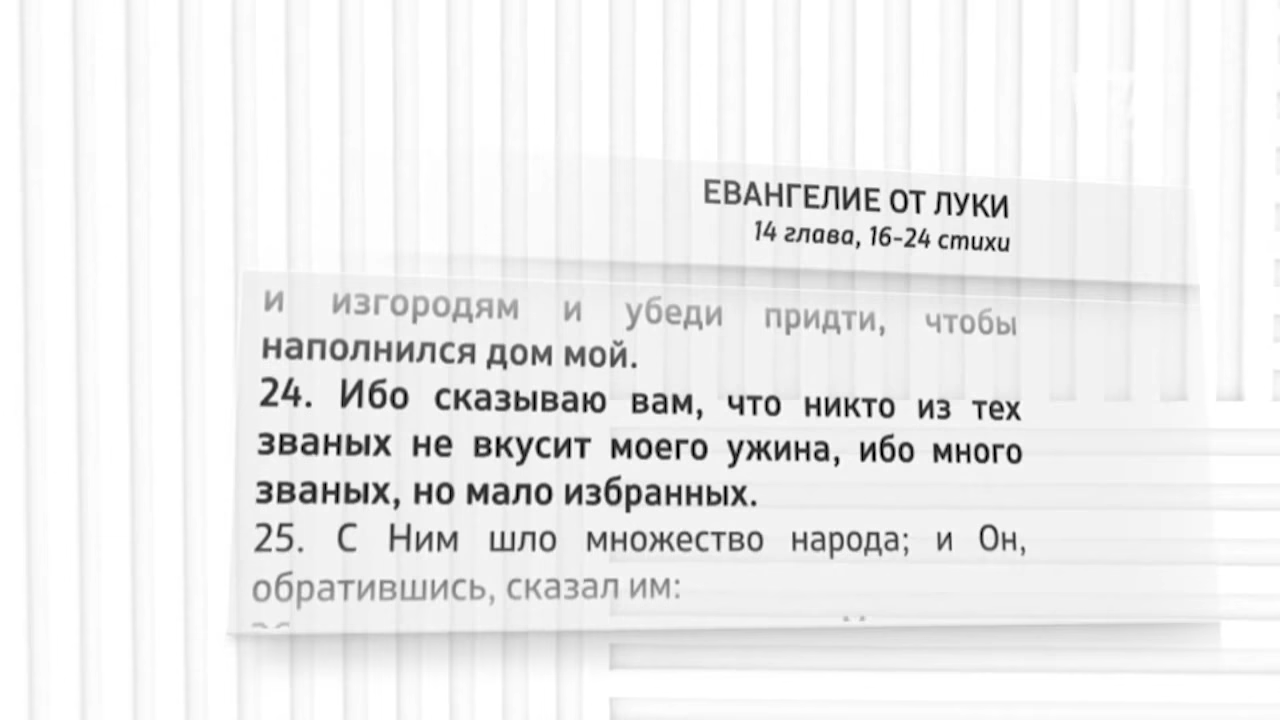 ЕВАНГЕЛИЕ ОТ ЛУКИ
14 глава, 16-24 стихи
и изгородям и убеди придти, чтобы
наполнился дом мой.
24. Ибо сказываю вам, что никто из тех
званых не вкусит моего ужина, ибо много
званых, но мало избранных.
25. С Ним шло множество народа; и Он,
обратившись, сказал им: